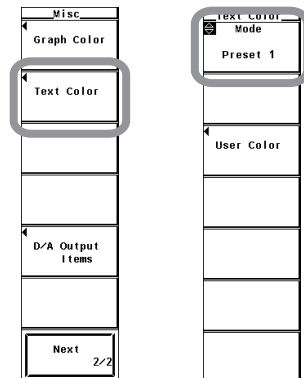 Misc
Graph Color
Text Color
D/A Output
Items
Next
2/2
Text Color
Mode
Preset 1
User Color